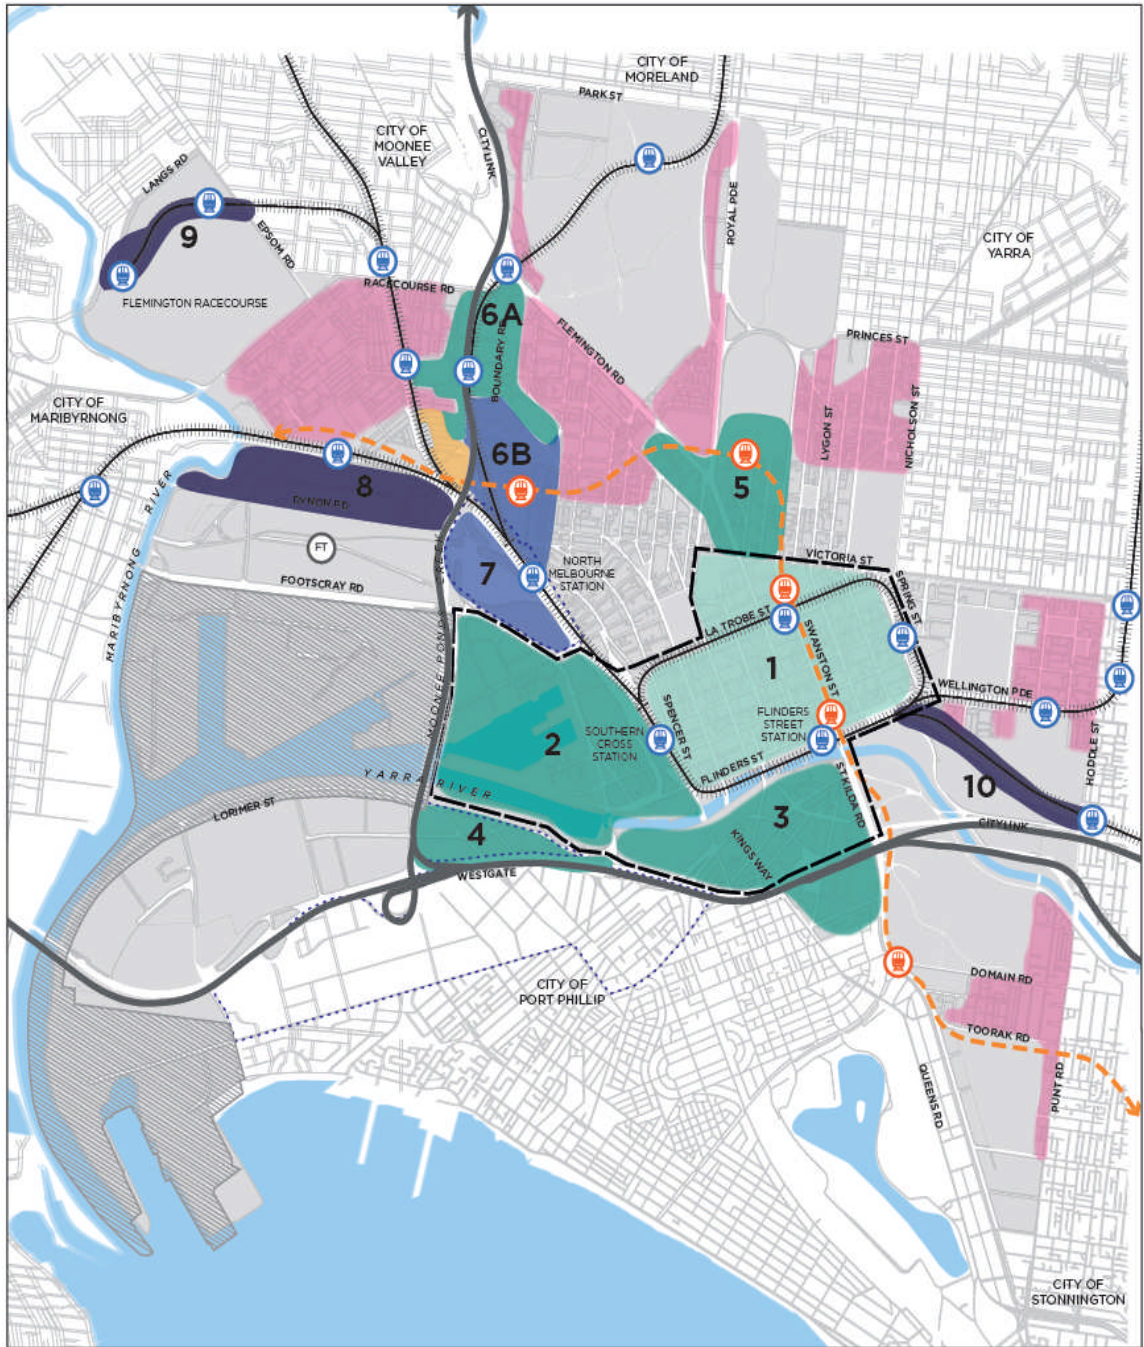 CITY OF
MORELAND
PARK ST
CITYLINK
CITY OF
MOONEE
VALLEY
LANGS RD
ROYAL PDE
9
EPSOM RD
CITY OF
YARRA
RACECOURSE RD
FLEMINGTON RACECOURSE
6A
BOUNDARY RD
FLEMINGTON RD
PRINCES ST
CITY OF
MARIBYRNONG
LYGON ST
NICHOLSON ST
6B
5
8
DYNON RD
MARIBYRNONG RIVER
FT
FOOTSCRAY RD
7
NORTH
MELBOURNE
STATION
VICTORIA ST
SPRING ST
LA TROBE ST
SWANSTON ST
1
MOONEE PONDS CREEK
WELLINGTON PDE
SPENCER ST
FLINDERS
STREET
STATION
2
SOUTHERN
CROSS
STATION
HODDLE ST
FLINDERS ST
YARRA RIVER
ST KILDA RD
10
LORIMER ST
3
CITYLINK
4
KINGS WAY
WESTGATE
DOMAIN RD
CITY OF
PORT PHILLIP
TOORAK RD
QUEENS RD
PUNT RD
CITY OF
STONNINGTON